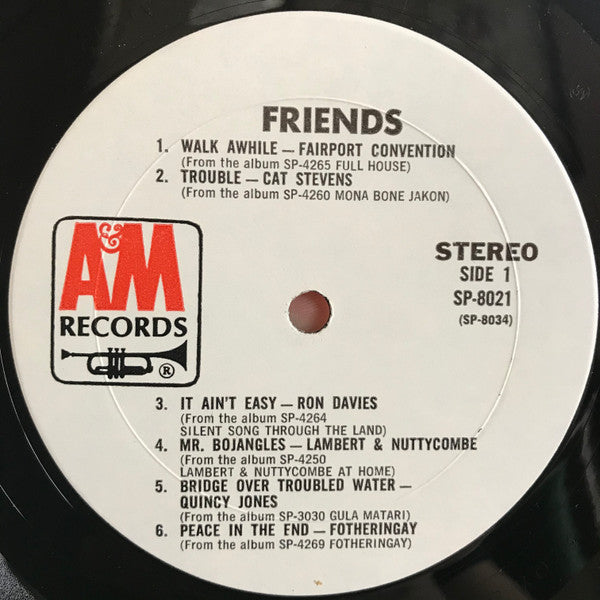 FRIENDS
1. WALK AWHILE — FAIRPORT CONVENTION
(From the album SP-4265 FULL HOUSE)
2. TROUBLE — CAT STEVENS
(From the album SP-4260 MONA BONE JAKON)
A&M
RECORDS
®
STEREO
SIDE 1
SP-8021
(SP-8034)
3. IT AIN'T EASY — RON DAVIES
(From the album SP-4264
SILENT SONG THROUGH THE LAND)
4. MR. BOJANGLES — LAMBERT & NUTTYCOMBE
(From the album SP-4250
LAMBERT & NUTTYCOMBE AT HOME)
5. BRIDGE OVER TROUBLED WATER —
QUINCY JONES
(From the album SP-3030 GULA MATARI)
6. PEACE IN THE END — FOTHERINGAY
(From the album SP-4269 FOTHERINGAY)